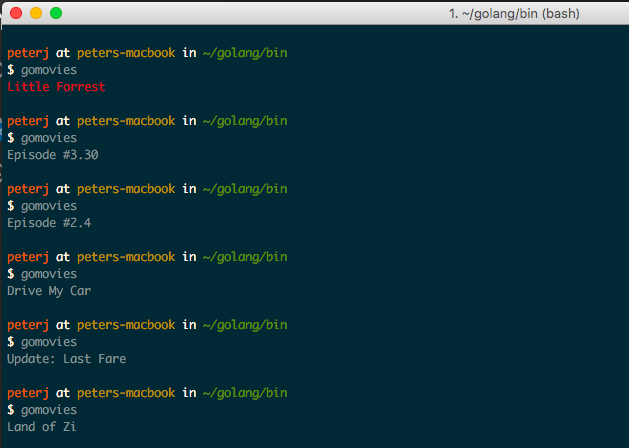 1. ~/golang/bin (bash)
peterj at peters-macbook in ~/golang/bin
$ gomovies
Little Forrest
peterj at peters-macbook in ~/golang/bin
$ gomovies
Episode #3.30
peterj at peters-macbook in ~/golang/bin
$ gomovies
Episode #2.4
peterj at peters-macbook in ~/golang/bin
$ gomovies
Drive My Car
peterj at peters-macbook in ~/golang/bin
$ gomovies
Update: Last Fare
peterj at peters-macbook in ~/golang/bin
$ gomovies
Land of Zi